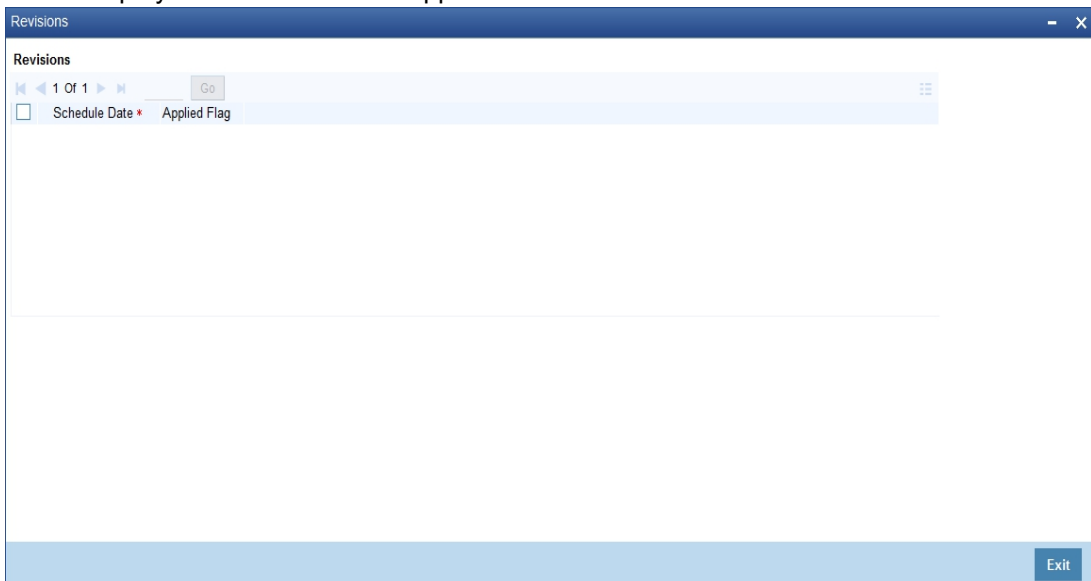 Revisions
Revisions
1 Of 1 Go
Schedule Date * Applied Flag
Exit